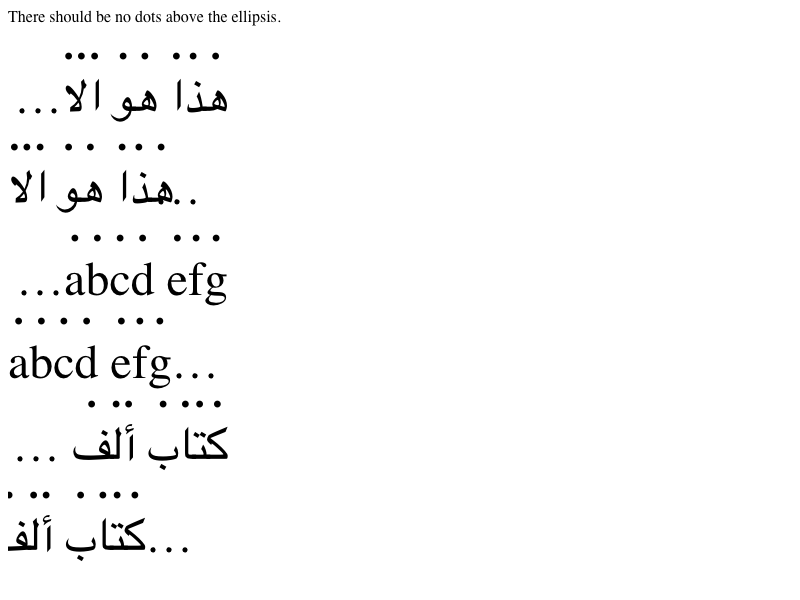 There should be no dots above the ellipsis.
هذا هو الا…
هذا هو الا…
…abcd efg
abcd efg…
كتاب ألف …
كتاب ألف…